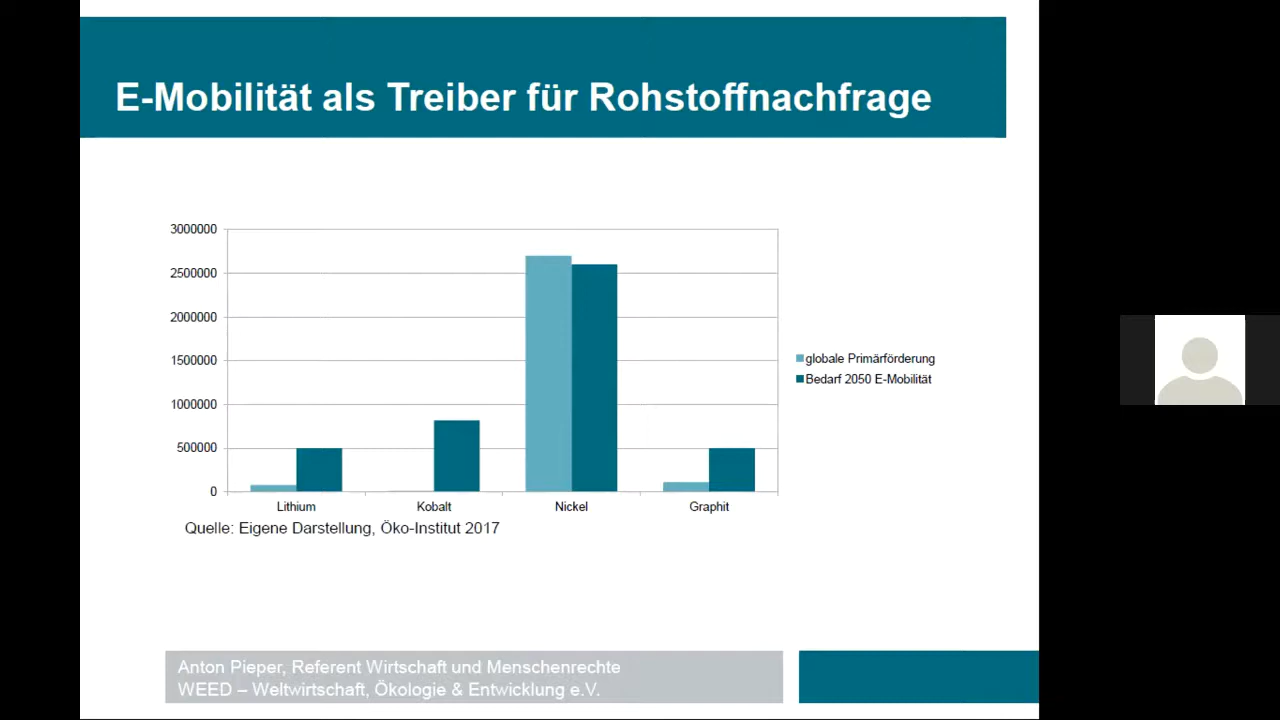 E-Mobilität als Treiber für Rohstoffnachfrage
3000000
2500000
2000000
1500000
1000000
500000
0
Lithium Kobalt Nickel Graphit
globale Primärförderung
Bedarf 2050 E-Mobilität
Quelle: Eigene Darstellung, Öko-Institut 2017
Anton Pieper, Referent Wirtschaft und Menschenrechte
WEED – Weltwirtschaft, Ökologie & Entwicklung e.V.